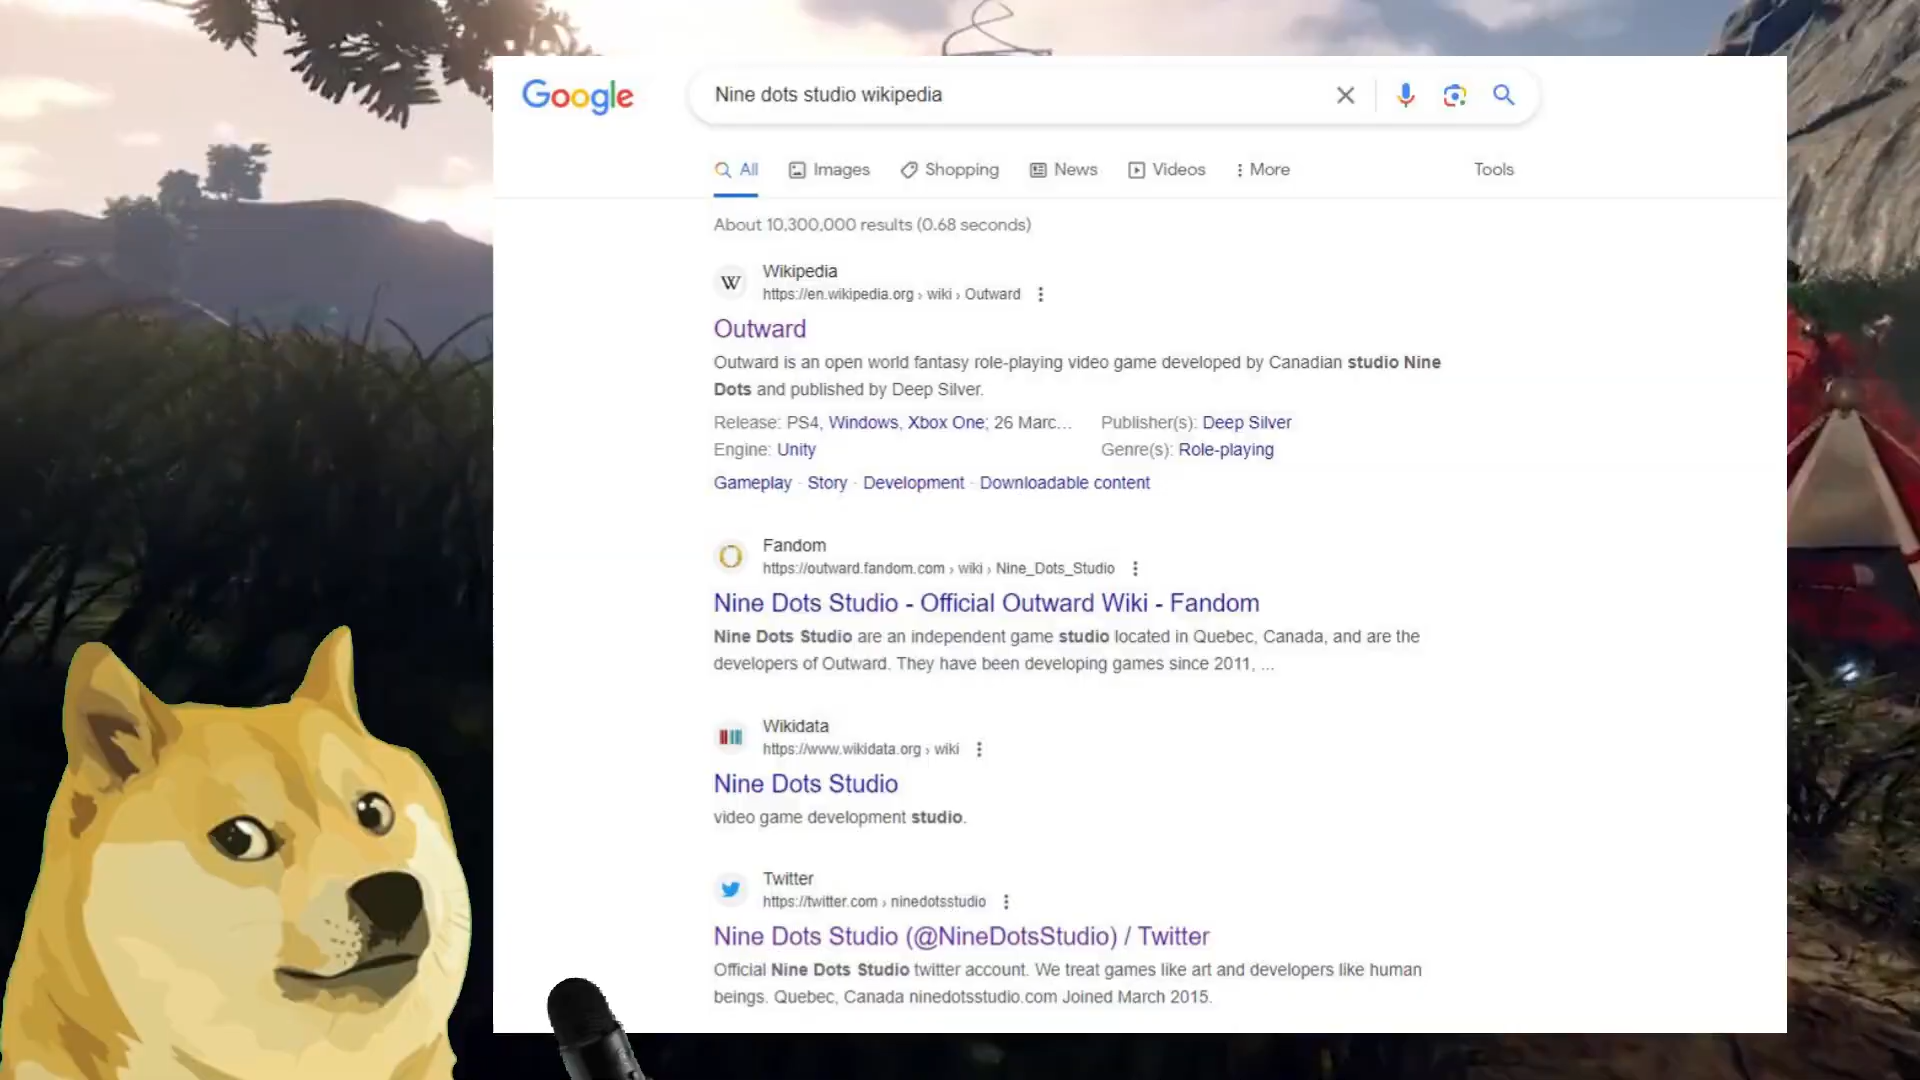 Google
Nine dots studio wikipedia
All Images Shopping News Videos More Tools
About 10,300,000 results (0.68 seconds)
W
Wikipedia
https://en.wikipedia.org › wiki › Outward
Outward
Outward is an open world fantasy role-playing video game developed by Canadian studio Nine
Dots and published by Deep Silver.
Release: PS4, Windows, Xbox One; 26 Marc... Publisher(s): Deep Silver
Engine: Unity Genre(s): Role-playing
Gameplay · Story · Development · Downloadable content
Fandom
https://outward.fandom.com › wiki › Nine_Dots_Studio
Nine Dots Studio - Official Outward Wiki - Fandom
Nine Dots Studio are an independent game studio located in Quebec, Canada, and are the
developers of Outward. They have been developing games since 2011, ...
Wikidata
https://www.wikidata.org › wiki
Nine Dots Studio
video game development studio.
Twitter
https://twitter.com › ninedotsstudio
Nine Dots Studio (@NineDotsStudio) / Twitter
Official Nine Dots Studio twitter account. We treat games like art and developers like human
beings. Quebec, Canada ninedotsstudio.com Joined March 2015.